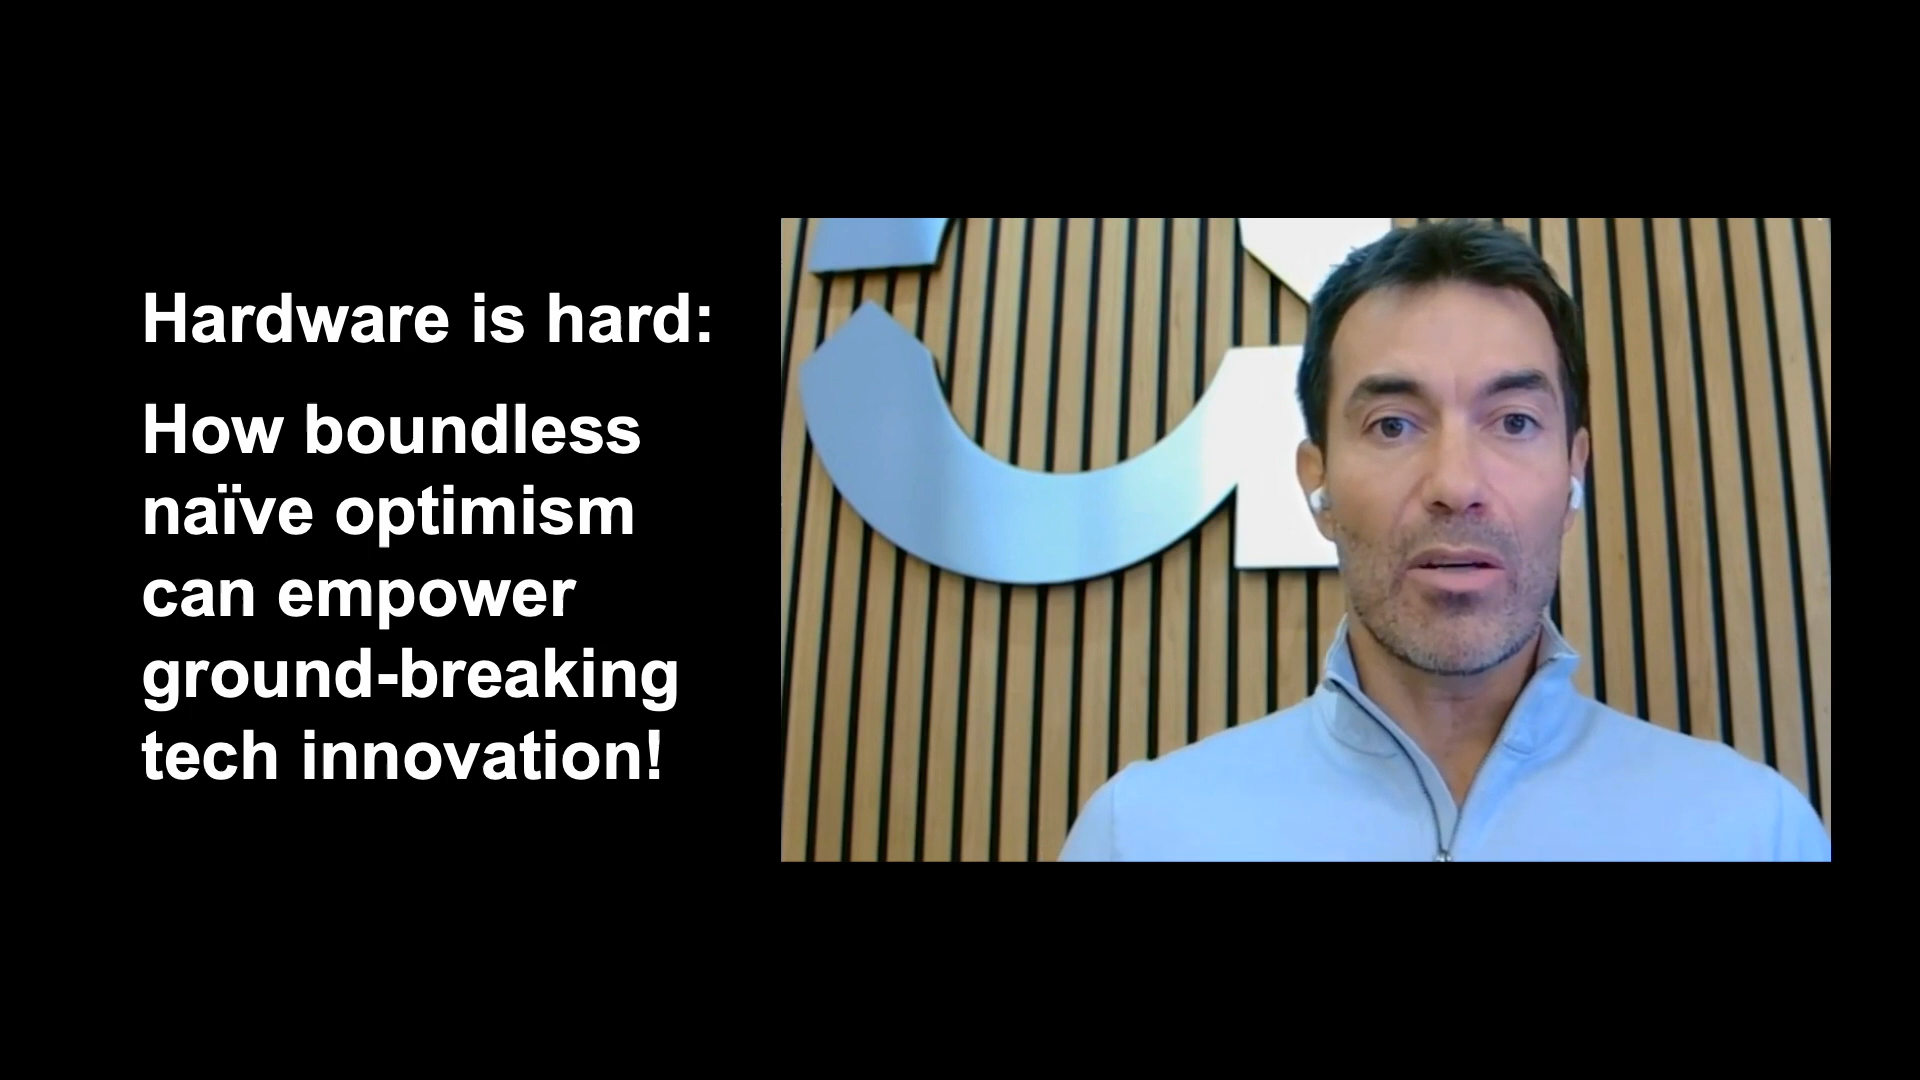 Hardware is hard:
How boundless
naïve optimism
can empower
ground-breaking
tech innovation!